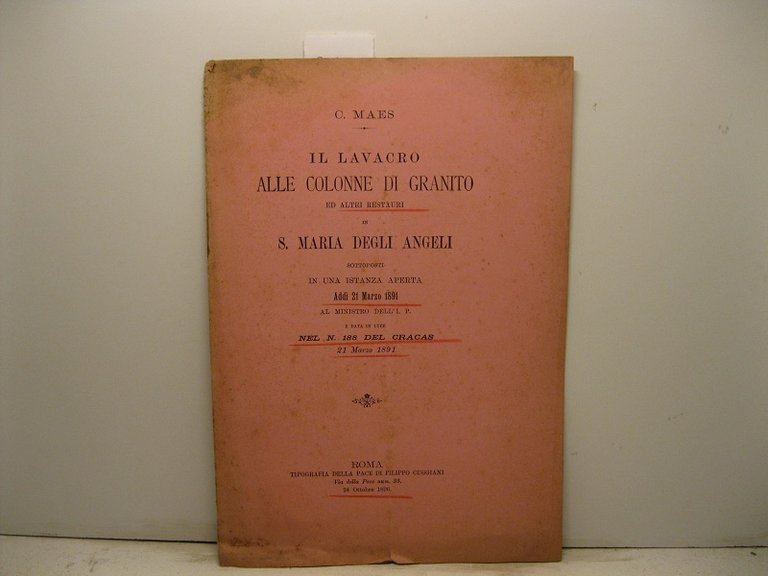 C. MAES
IL LAVACRO
ALLE COLONNE DI GRANITO
ED ALTRI RESTAURI
IN
S. MARIA DEGLI ANGELI
SOTTOPOSTI
IN UNA ISTANZA APERTA
Addì 21 Marzo 1891
AL MINISTRO DELL'I. P.
E DATA IN LUCE
NEL N. 188 DEL CRACAS
21 Marzo 1891
ROMA
TIPOGRAFIA DELLA PACE DI FILIPPO CUGGIANI
Via della Pace num. 35.
24 Ottobre